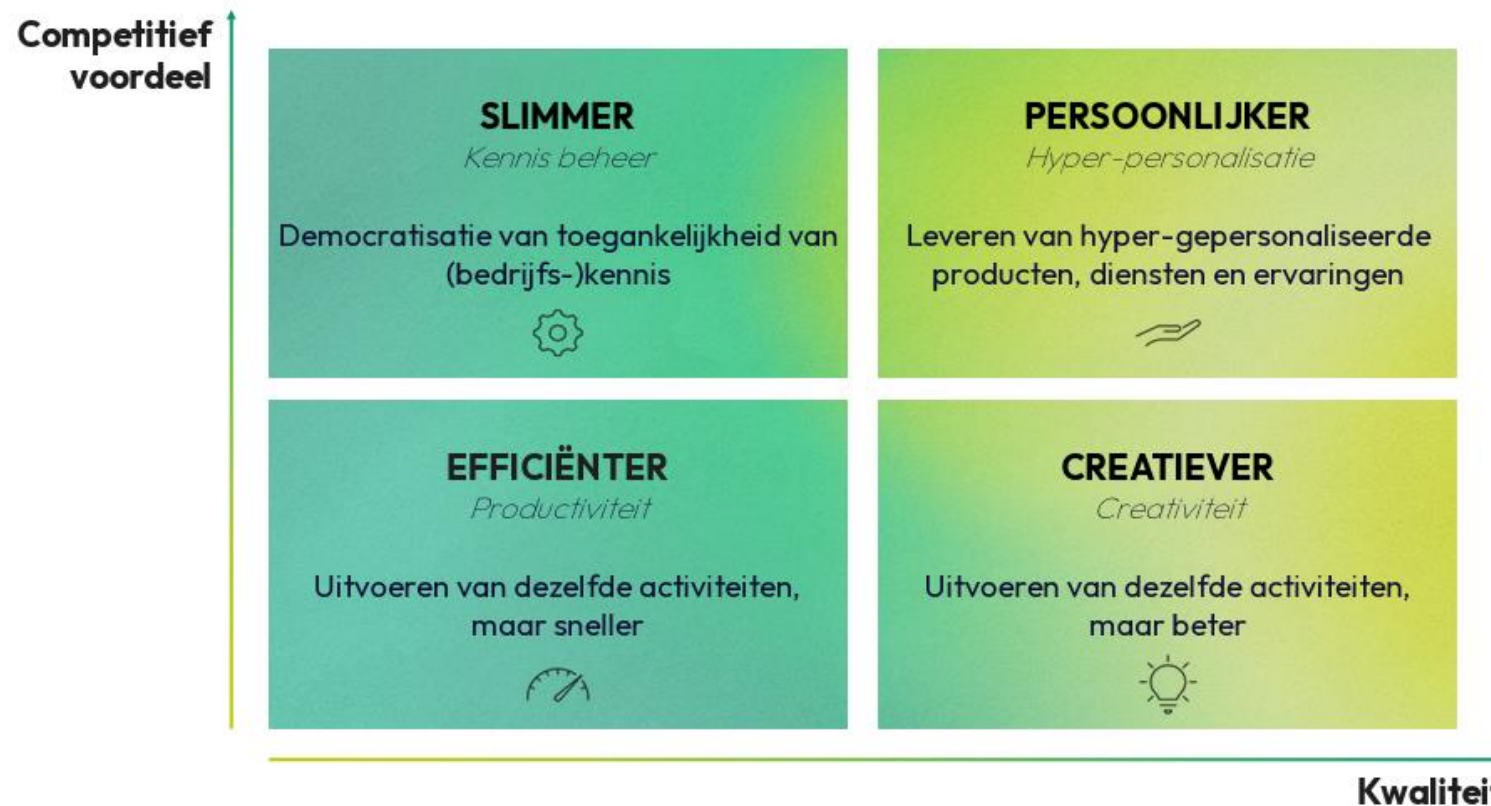 Competitief
voordeel
SLIMMER
Kennis beheer
Democratisatie van toegankelijkheid van
(bedrijfs-)kennis
PERSOONLIJKER
Hyper-personalisatie
Leveren van hyper-gepersonaliseerde
producten, diensten en ervaringen
EFFICIËNTER
Productiviteit
Uitvoeren van dezelfde activiteiten,
maar sneller
CREATIEVER
Creativiteit
Uitvoeren van dezelfde activiteiten,
maar beter
Kwaliteit